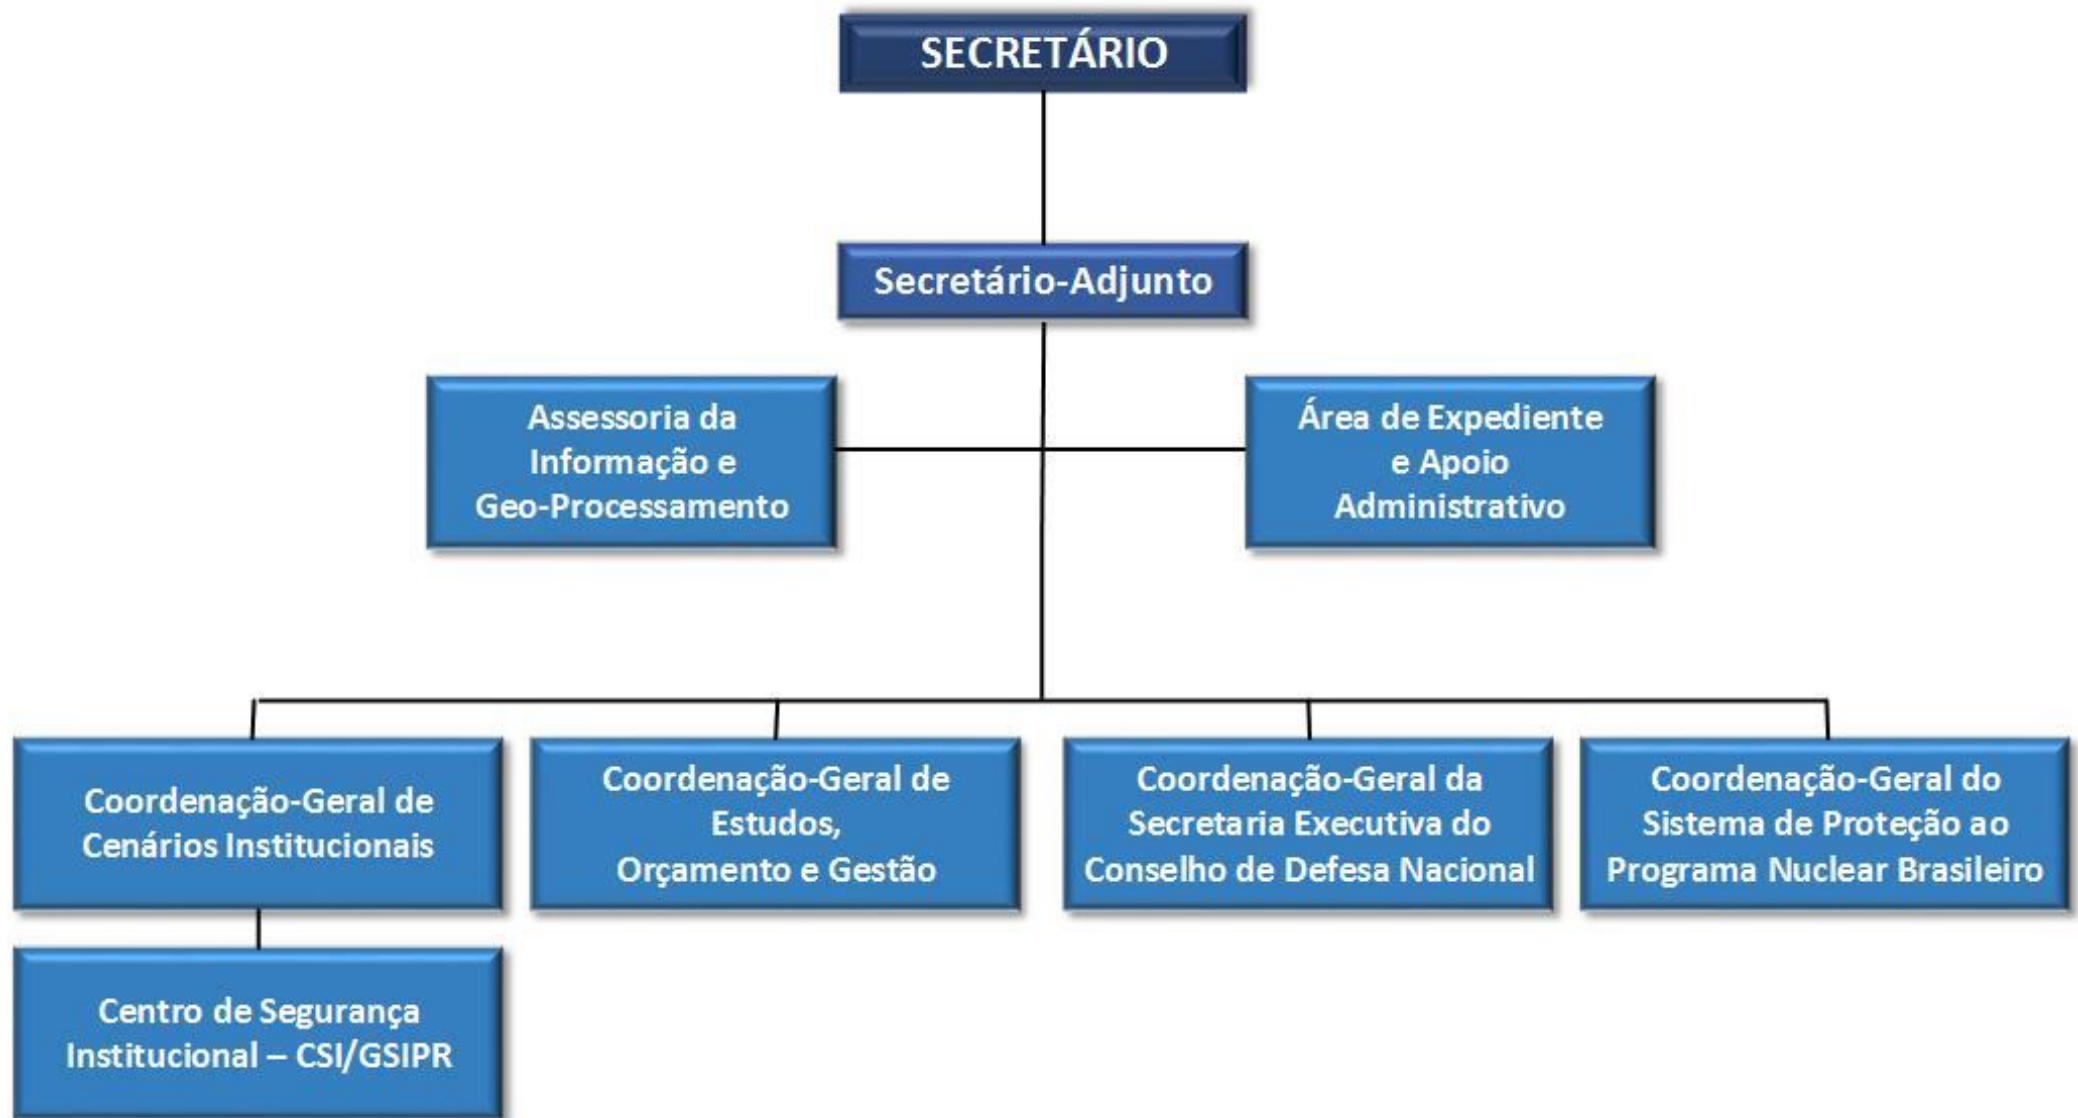 SECRETÁRIO
Secretário-Adjunto
Assessoria da
Informação e
Geo-Processamento
Área de Expediente
e Apoio
Administrativo
Coordenação-Geral de
Cenários Institucionais
Coordenação-Geral de
Estudos,
Orçamento e Gestão
Coordenação-Geral da
Secretaria Executiva do
Conselho de Defesa Nacional
Coordenação-Geral do
Sistema de Proteção ao
Programa Nuclear Brasileiro
Centro de Segurança
Institucional – CSI/GSIPR